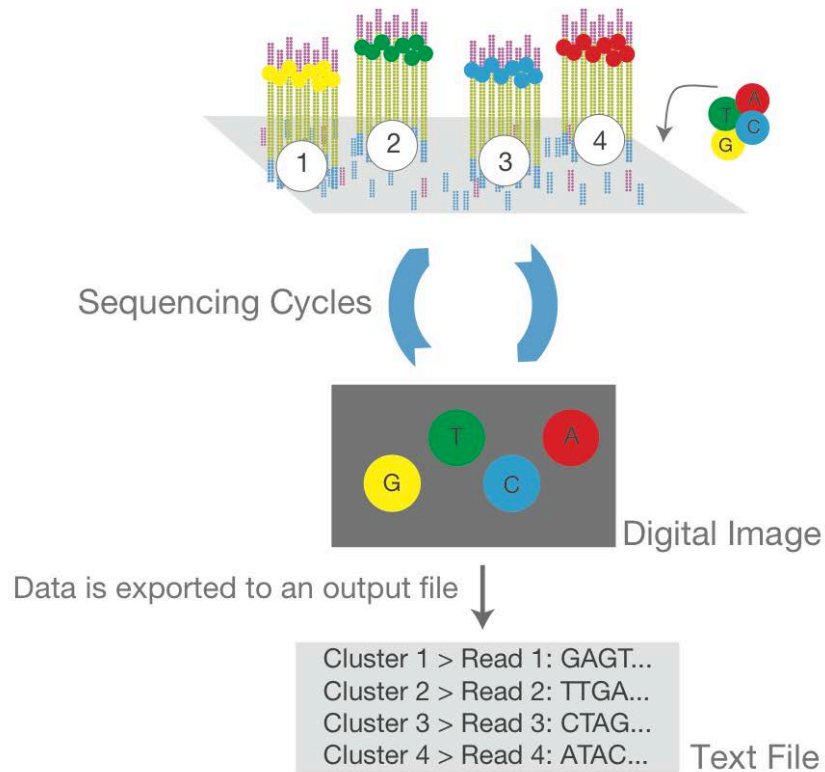 1
2
3
4
A
T
C
G
Sequencing Cycles
T
A
G
C
Digital Image
Data is exported to an output file
Cluster 1 > Read 1: GAGT...
Cluster 2 > Read 2: TTGA...
Cluster 3 > Read 3: CTAG...
Cluster 4 > Read 4: ATAC...
Text File